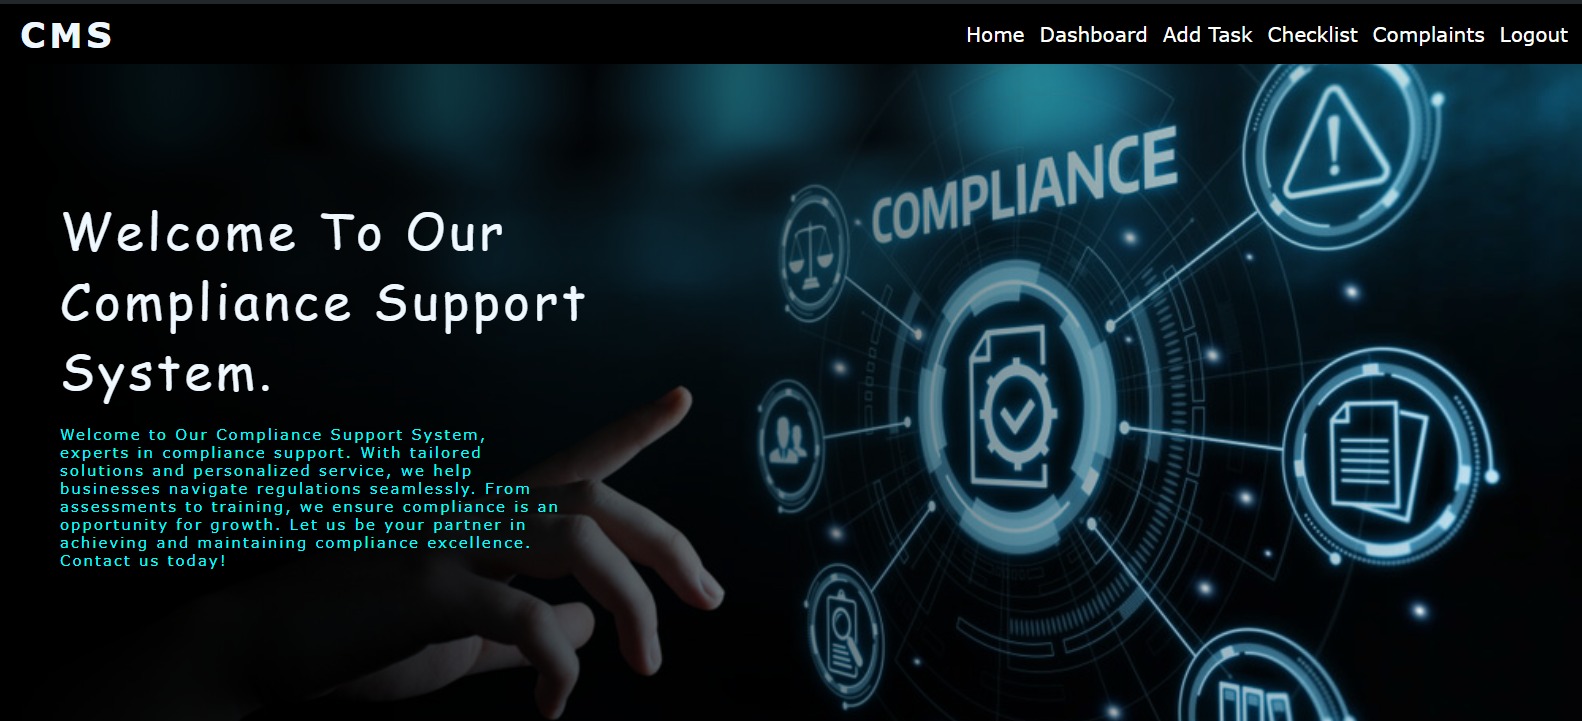 CMS
Home Dashboard Add Task Checklist Complaints Logout
COMPLIANCE
Welcome To Our
Compliance Support
System.
Welcome to Our Compliance Support System,
experts in compliance support. With tailored
solutions and personalized service, we help
businesses navigate regulations seamlessly. From
assessments to training, we ensure compliance is an
opportunity for growth. Let us be your partner in
achieving and maintaining compliance excellence.
Contact us today!